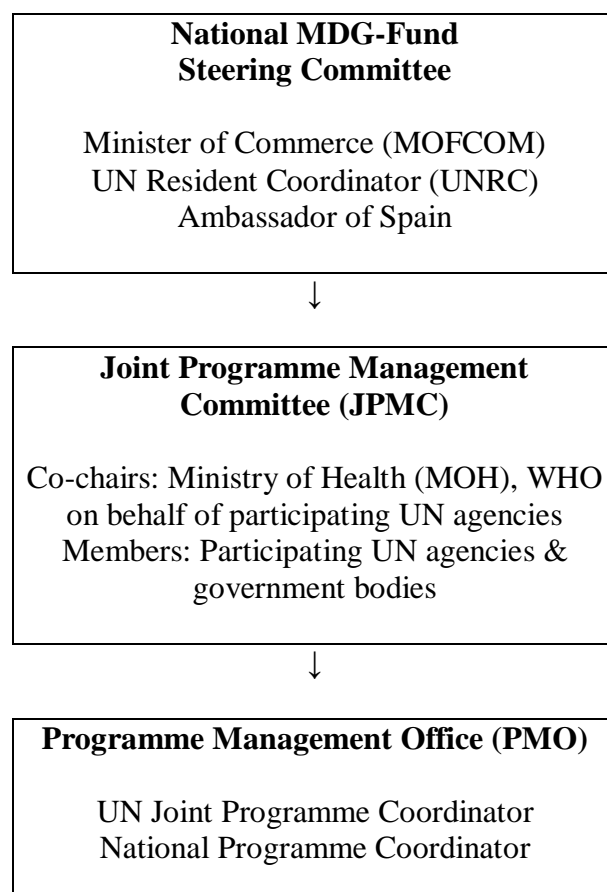 National MDG-Fund
Steering Committee
Minister of Commerce (MOFCOM)
UN Resident Coordinator (UNRC)
Ambassador of Spain
↓
Joint Programme Management
Committee (JPMC)
Co-chairs: Ministry of Health (MOH), WHO
on behalf of participating UN agencies
Members: Participating UN agencies &
government bodies
↓
Programme Management Office (PMO)
UN Joint Programme Coordinator
National Programme Coordinator